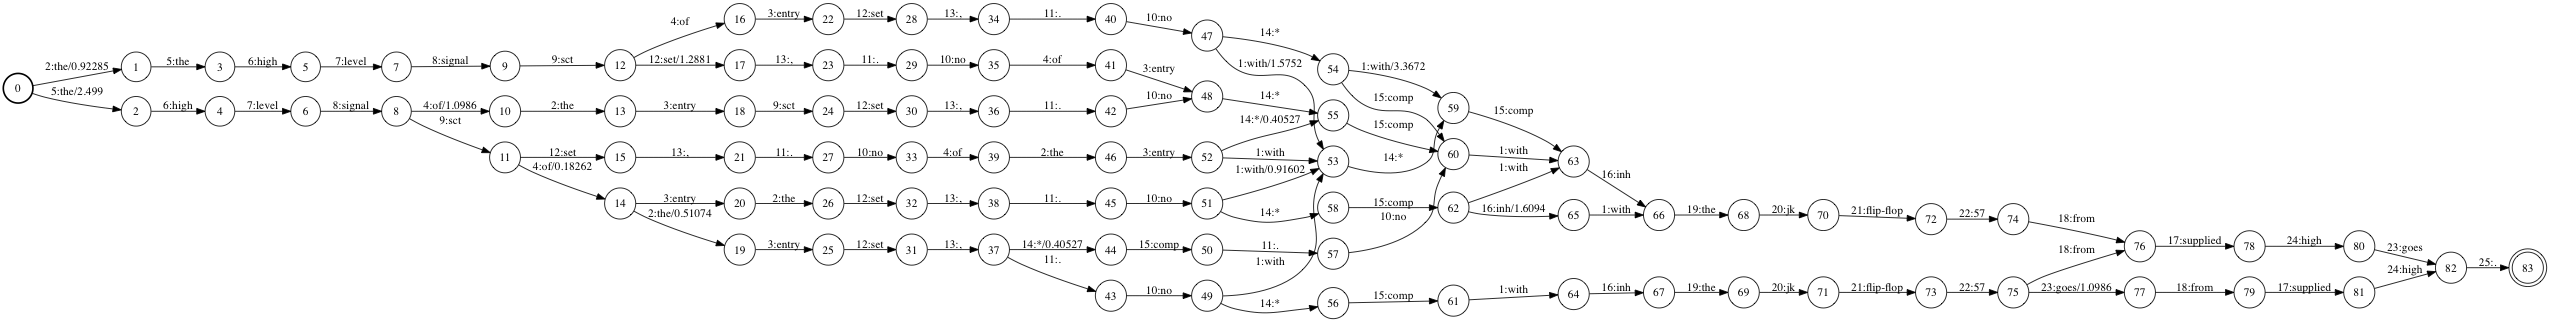 16 3:entry 22 12:set 28 13:, 34 11:. 40 10:no
4:of
47 14:*
2:the/0.92285 1 5:the 3 6:high 5 7:level 7 8:signal 9 9:sct 12 12:set/1.2881 17 13:, 23 11:. 29 10:no 35 4:of 41 3:entry 1:with/1.5752 54 1:with/3.3672
0 5:the/2.499
48 14:* 15:comp 59 15:comp
2 6:high 4 7:level 6 8:signal 8 4:of/1.0986 10 2:the 13 3:entry 18 9:sct 24 12:set 30 13:, 36 11:. 42 10:no
9:sct
14:*/0.40527 55 15:comp
11 12:set 15 13:, 21 11:. 27 10:no 33 4:of 39 2:the 46 3:entry 52 1:with 53 14:* 60 1:with 63 16:inh
4:of/0.18262
1:with/0.91602 1:with
14 3:entry 20 2:the 26 12:set 32 13:, 38 11:. 45 10:no 51 14:* 58 15:comp 62 16:inh/1.6094 65 1:with 66 19:the 68 20:jk 70 21:flip-flop 72 22:57 74 18:from
2:the/0.51074
10:no
19 3:entry 25 12:set 31 13:, 37 14:*/0.40527 44 15:comp 50 11:. 57
18:from 76 17:supplied 78 24:high 80 23:goes
11:. 1:with
82 25:. 83
43 10:no 49 14:* 56 15:comp 61 1:with 64 16:inh 67 19:the 69 20:jk 71 21:flip-flop 73 22:57 75 23:goes/1.0986 77 18:from 79 17:supplied 81 24:high